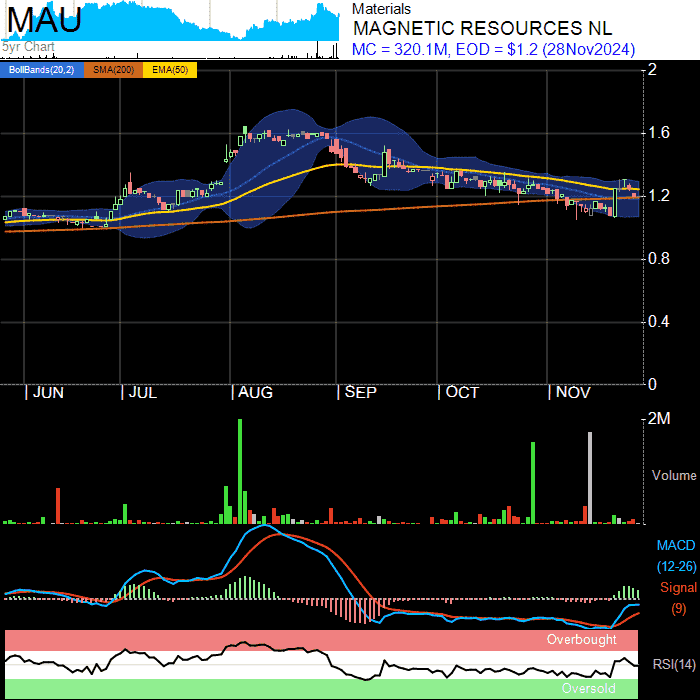 MAU
5yr Chart
Materials
MAGNETIC RESOURCES NL
MC = 320.1M, EOD = $1.2 (28Nov2024)
BollBands(20,2) SMA(200) EMA(50)
2
1.6
1.2
0.8
0.4
0
JUN JUL AUG SEP OCT NOV
2M
Volume
MACD
(12-26)
Signal
(9)
Overbought
RSI(14)
Oversold